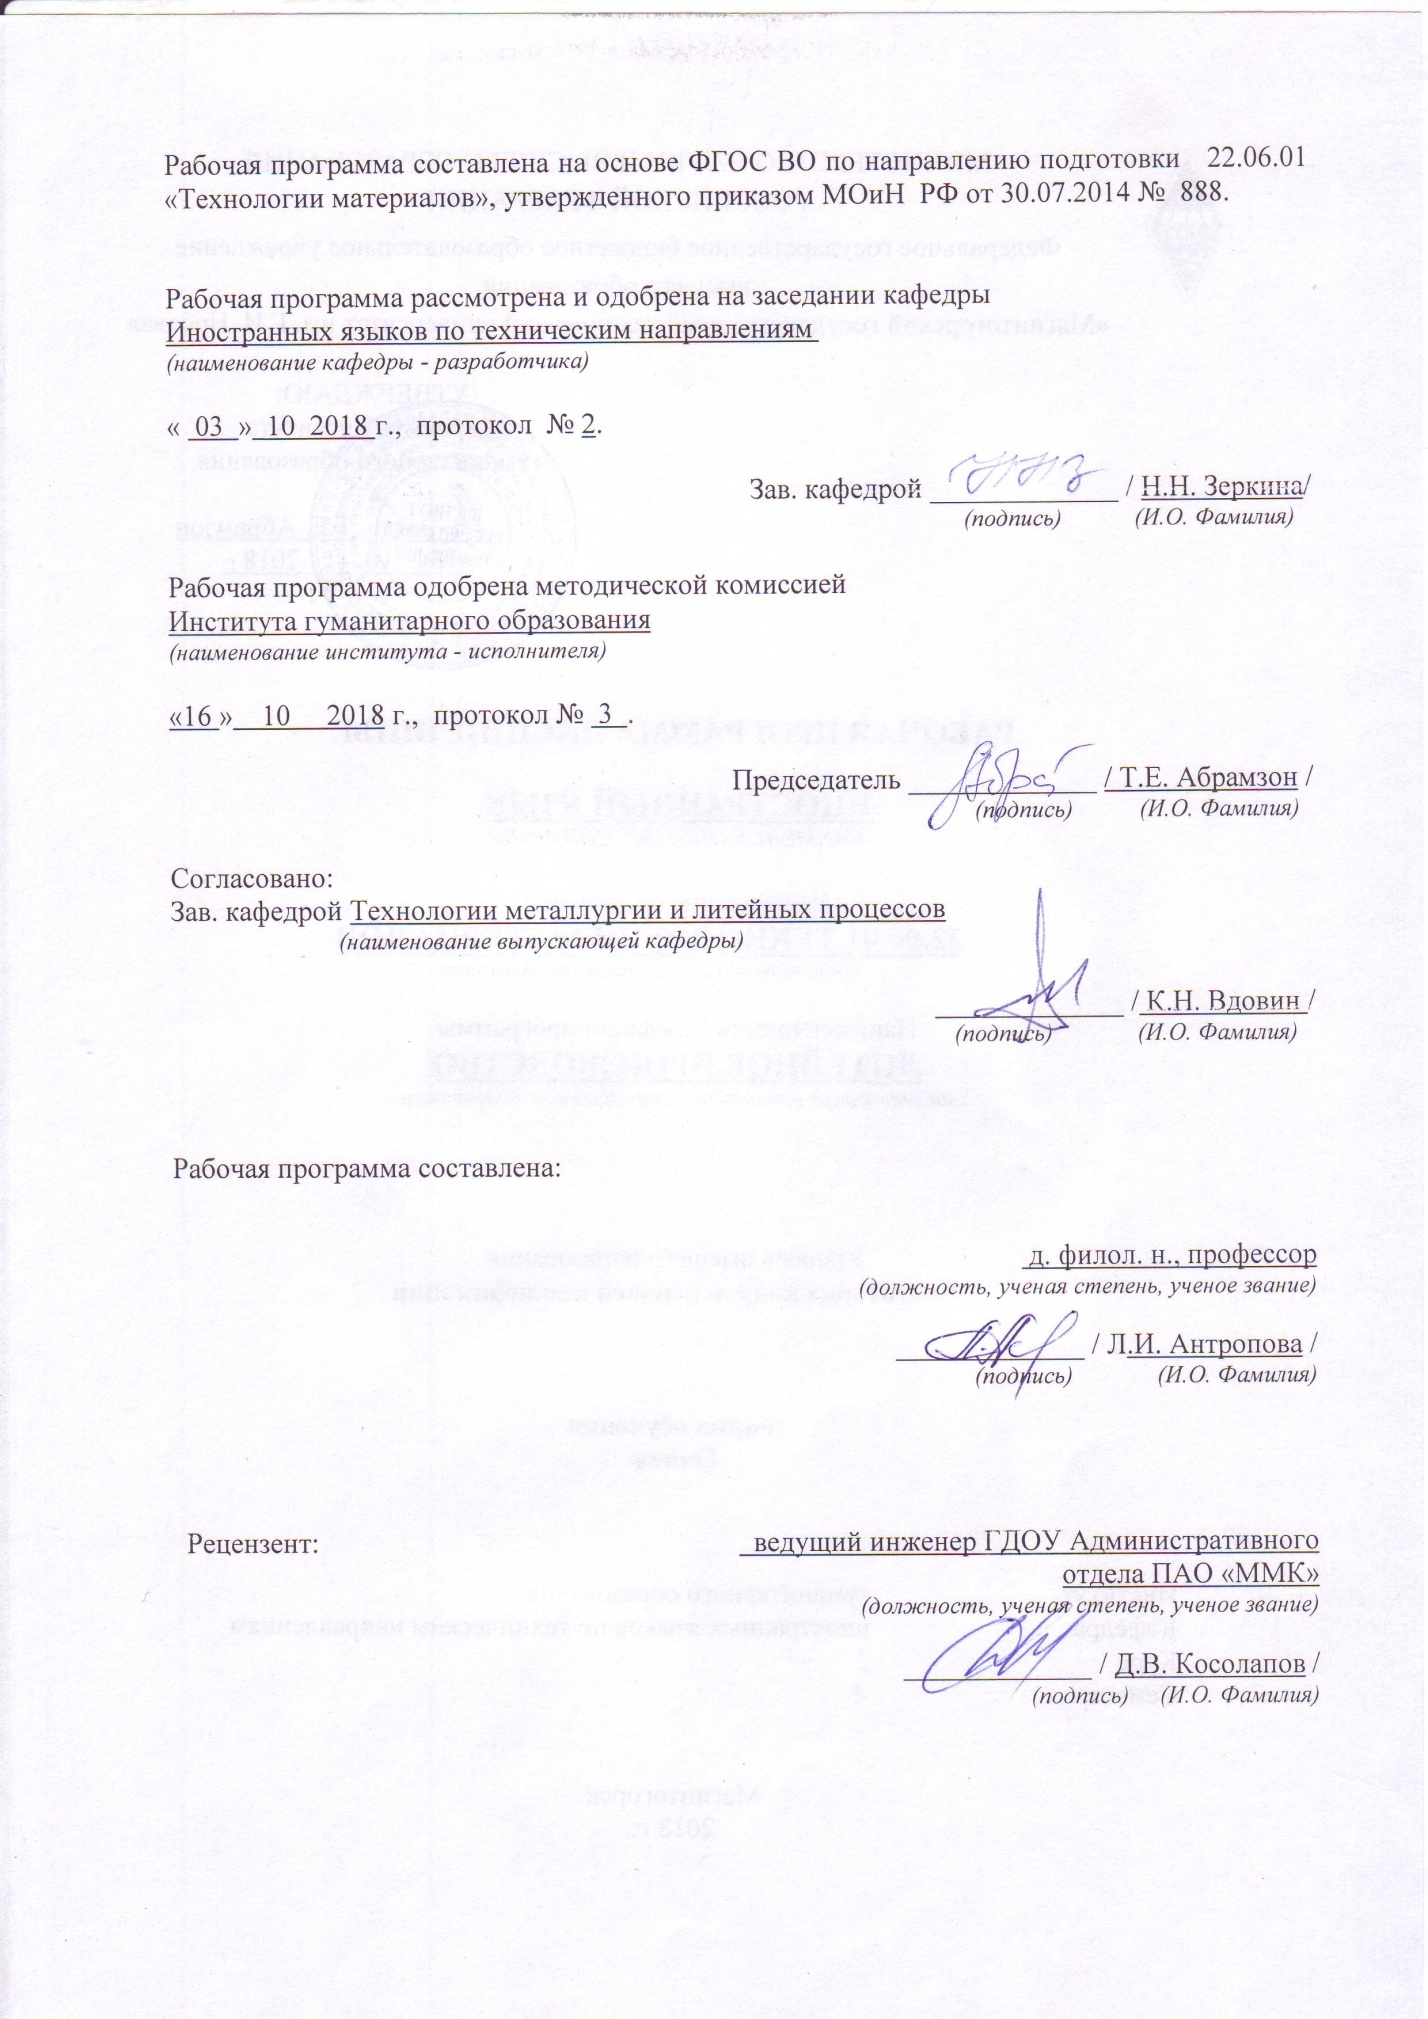 Рабочая программа составлена на основе ФГОС ВО по направлению подготовки 22.06.01
«Технологии материалов», утвержденного приказом МОиН РФ от 30.07.2014 № 888.
Рабочая программа рассмотрена и одобрена на заседании кафедры
Иностранных языков по техническим направлениям
(наименование кафедры - разработчика)
« 03 » 10 2018 г., протокол № 2.
Зав. кафедрой ______________ / Н.Н. Зеркина/
(подпись) (И.О. Фамилия)
Рабочая программа одобрена методической комиссией
Института гуманитарного образования
(наименование института - исполнителя)
«16 » 10 2018 г., протокол № 3 .
Председатель ______________ / Т.Е. Абрамзон /
(подпись) (И.О. Фамилия)
Согласовано:
Зав. кафедрой Технологии металлургии и литейных процессов
(наименование выпускающей кафедры)
______________ / К.Н. Вдовин /
(подпись) (И.О. Фамилия)
Рабочая программа составлена:
д. филол. н., профессор
(должность, ученая степень, ученое звание)
______________ / Л.И. Антропова /
(подпись) (И.О. Фамилия)
Рецензент: ведущий инженер ГДОУ Административного
отдела ПАО «ММК»
(должность, ученая степень, ученое звание)
______________ / Д.В. Косолапов /
(подпись) (И.О. Фамилия)